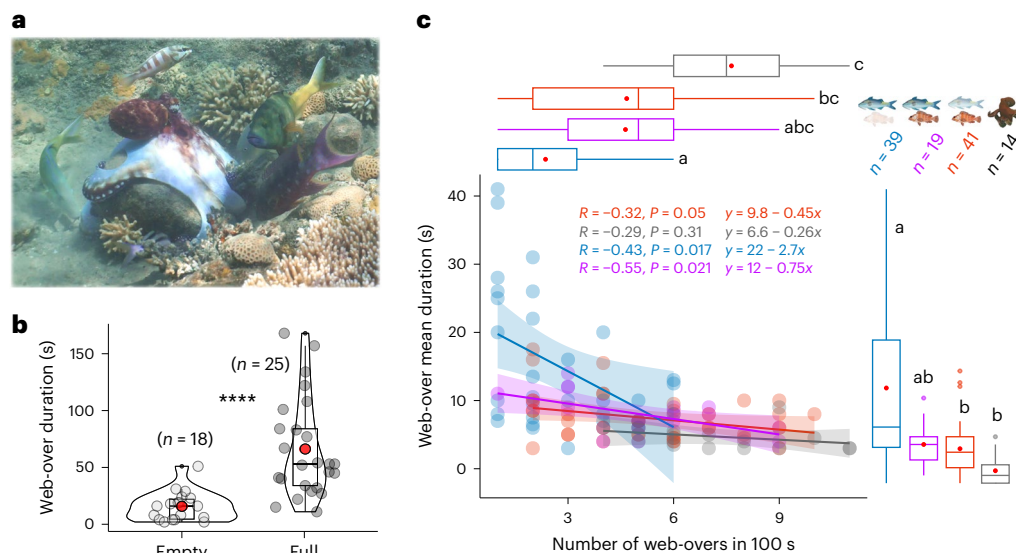 a
b
Web-over duration (s)
150
100
50
0
(n = 25)
****
(n = 18)
Empty
Full
c
c
bc
abc
a
n = 39
n = 19
n = 41
n = 14
Web-over mean duration (s)
40
30
20
10
0
R = −0.32, P = 0.05 y = 9.8 − 0.45x
R = −0.29, P = 0.31 y = 6.6 − 0.26x
R = −0.43, P = 0.017 y = 22 − 2.7x
R = −0.55, P = 0.021 y = 12 − 0.75x
3
6
9
Number of web-overs in 100 s
a
ab
b
b